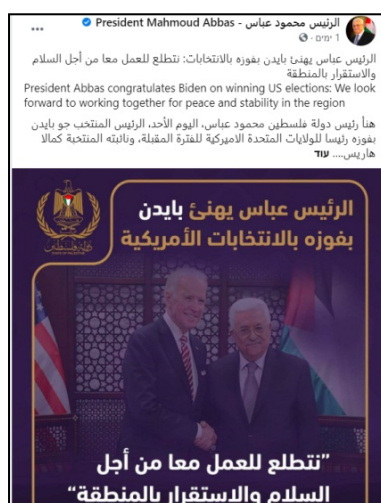 الرئيس محمود عباس - President Mahmoud Abbas
1 ימים
الرئيس عباس يهنئ بايدن بفوزه بالانتخابات: نتطلع للعمل معا من أجل السلام
والاستقرار بالمنطقة
President Abbas congratulates Biden on winning US elections: We look
forward to working together for peace and stability in the region
هنأ رئيس دولة فلسطين محمود عباس، اليوم الأحد، الرئيس المنتخب جو بايدن
بفوزه رئيسا للولايات المتحدة الاميركية للفترة المقبلة، ونائبته المنتخبة كمالا
هاريس.... עוד
الرئيس عباس يهنئ بايدن
بفوزه بالانتخابات الأمريكية
"نتطلع للعمل معا من أجل
السلام والاستقرار بالمنطقة"